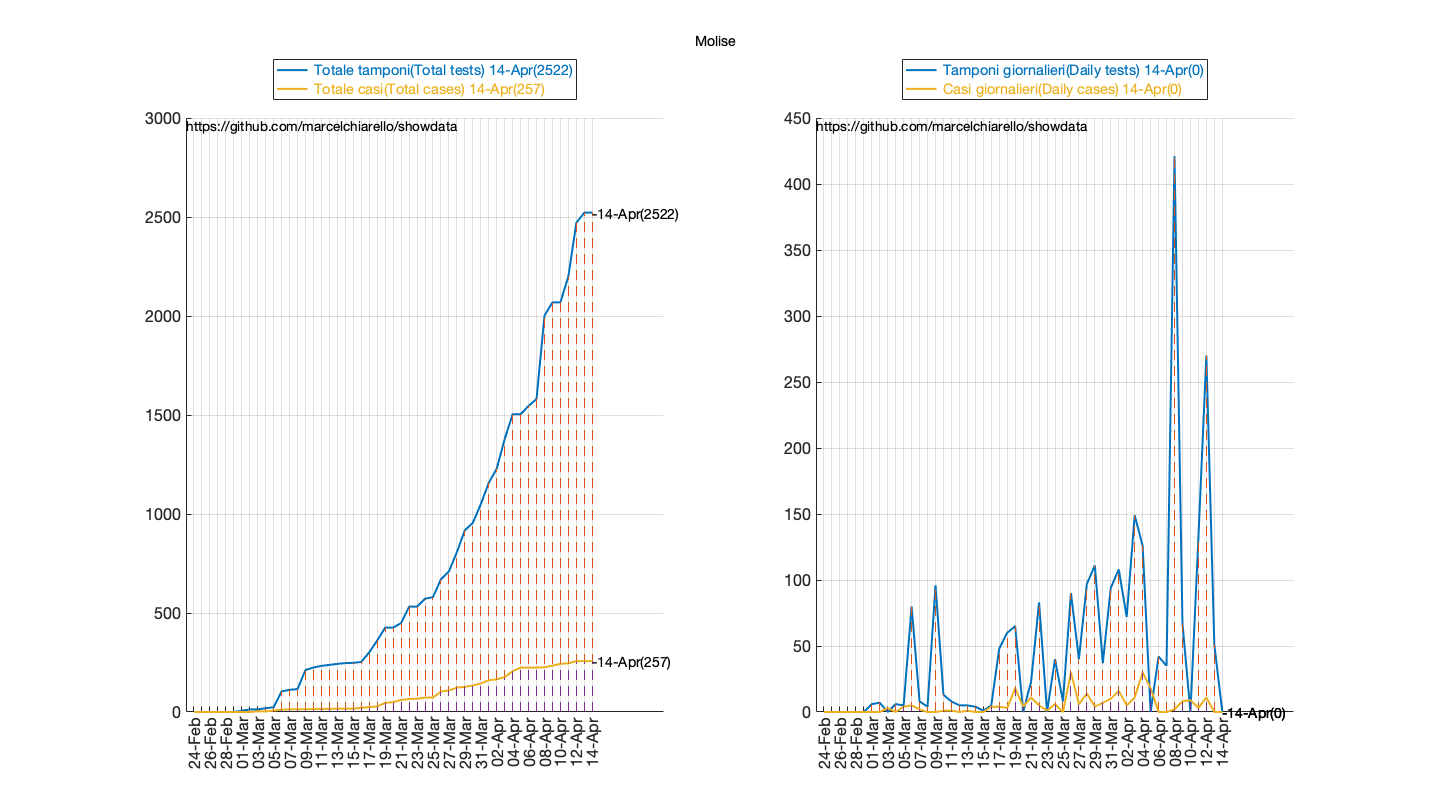 Molise
Totale tamponi(Total tests) 14-Apr(2522)
Totale casi(Total cases) 14-Apr(257)
https://github.com/marcelchiarello/showdata
3000
2500
2000
1500
1000
500
0
-14-Apr(2522)
-14-Apr(257)
24-Feb
26-Feb
28-Feb
01-Mar
03-Mar
05-Mar
07-Mar
09-Mar
11-Mar
13-Mar
15-Mar
17-Mar
19-Mar
21-Mar
23-Mar
25-Mar
27-Mar
29-Mar
31-Mar
02-Apr
04-Apr
06-Apr
08-Apr
10-Apr
12-Apr
14-Apr
Tamponi giornalieri(Daily tests) 14-Apr(0)
Casi giornalieri(Daily cases) 14-Apr(0)
https://github.com/marcelchiarello/showdata
450
400
350
300
250
200
150
100
50
0
-14-Apr(0)
24-Feb
26-Feb
28-Feb
01-Mar
03-Mar
05-Mar
07-Mar
09-Mar
11-Mar
13-Mar
15-Mar
17-Mar
19-Mar
21-Mar
23-Mar
25-Mar
27-Mar
29-Mar
31-Mar
02-Apr
04-Apr
06-Apr
08-Apr
10-Apr
12-Apr
14-Apr